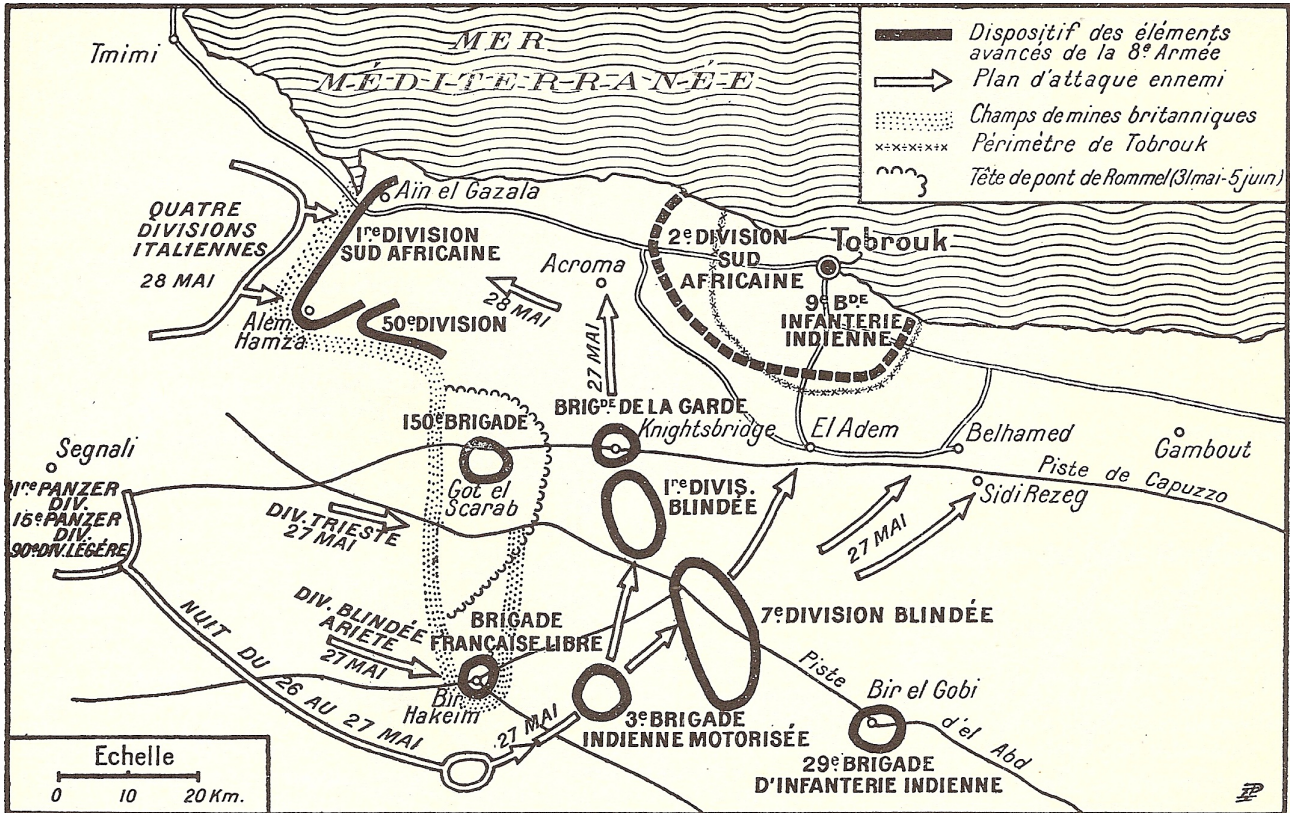 Tmimi
MER
MÉDITERRANÉE
Dispositif des éléments
avancés de la 8e Armée
Plan d'attaque ennemi
Champs de mines britanniques
Périmètre de Tobrouk
Tête de pont de Rommel (31mai-5juin)
QUATRE
DIVISIONS
ITALIENNES
28 MAI
Aïn el Gazala
1re DIVISION
SUD AFRICAINE
Alem
Hamza
50e DIVISION
Acroma
28 MAI
27 MAI
2e DIVISION
SUD
AFRICAINE
Tobrouk
9e Bde
INFANTERIE
INDIENNE
BRIGde DE LA GARDE
Knightsbridge
El Adem
Belhamed
Gambout
Piste de Capuzzo
Sidi Rezeg
150e BRIGADE
Got el
Scarab
1re DIVIS.
BLINDÉE
Segnali
1re PANZER
DIV.
15e PANZER
DIV.
90e DIV. LÉGÉRE
DIV. TRIESTE
27 MAI
27 MAI
DIV. BLINDÉE
ARIETE
27 MAI
BRIGADE
FRANÇAISE LIBRE
Bir
Hakeim
7e DIVISION BLINDÉE
NUIT DU 26 AU 27 MAI
27 MAI
3e BRIGADE
INDIENNE MOTORISÉE
Piste d'el Abd
Bir el Gobi
29e BRIGADE
D'INFANTERIE INDIENNE
Echelle
0 10 20 Km.